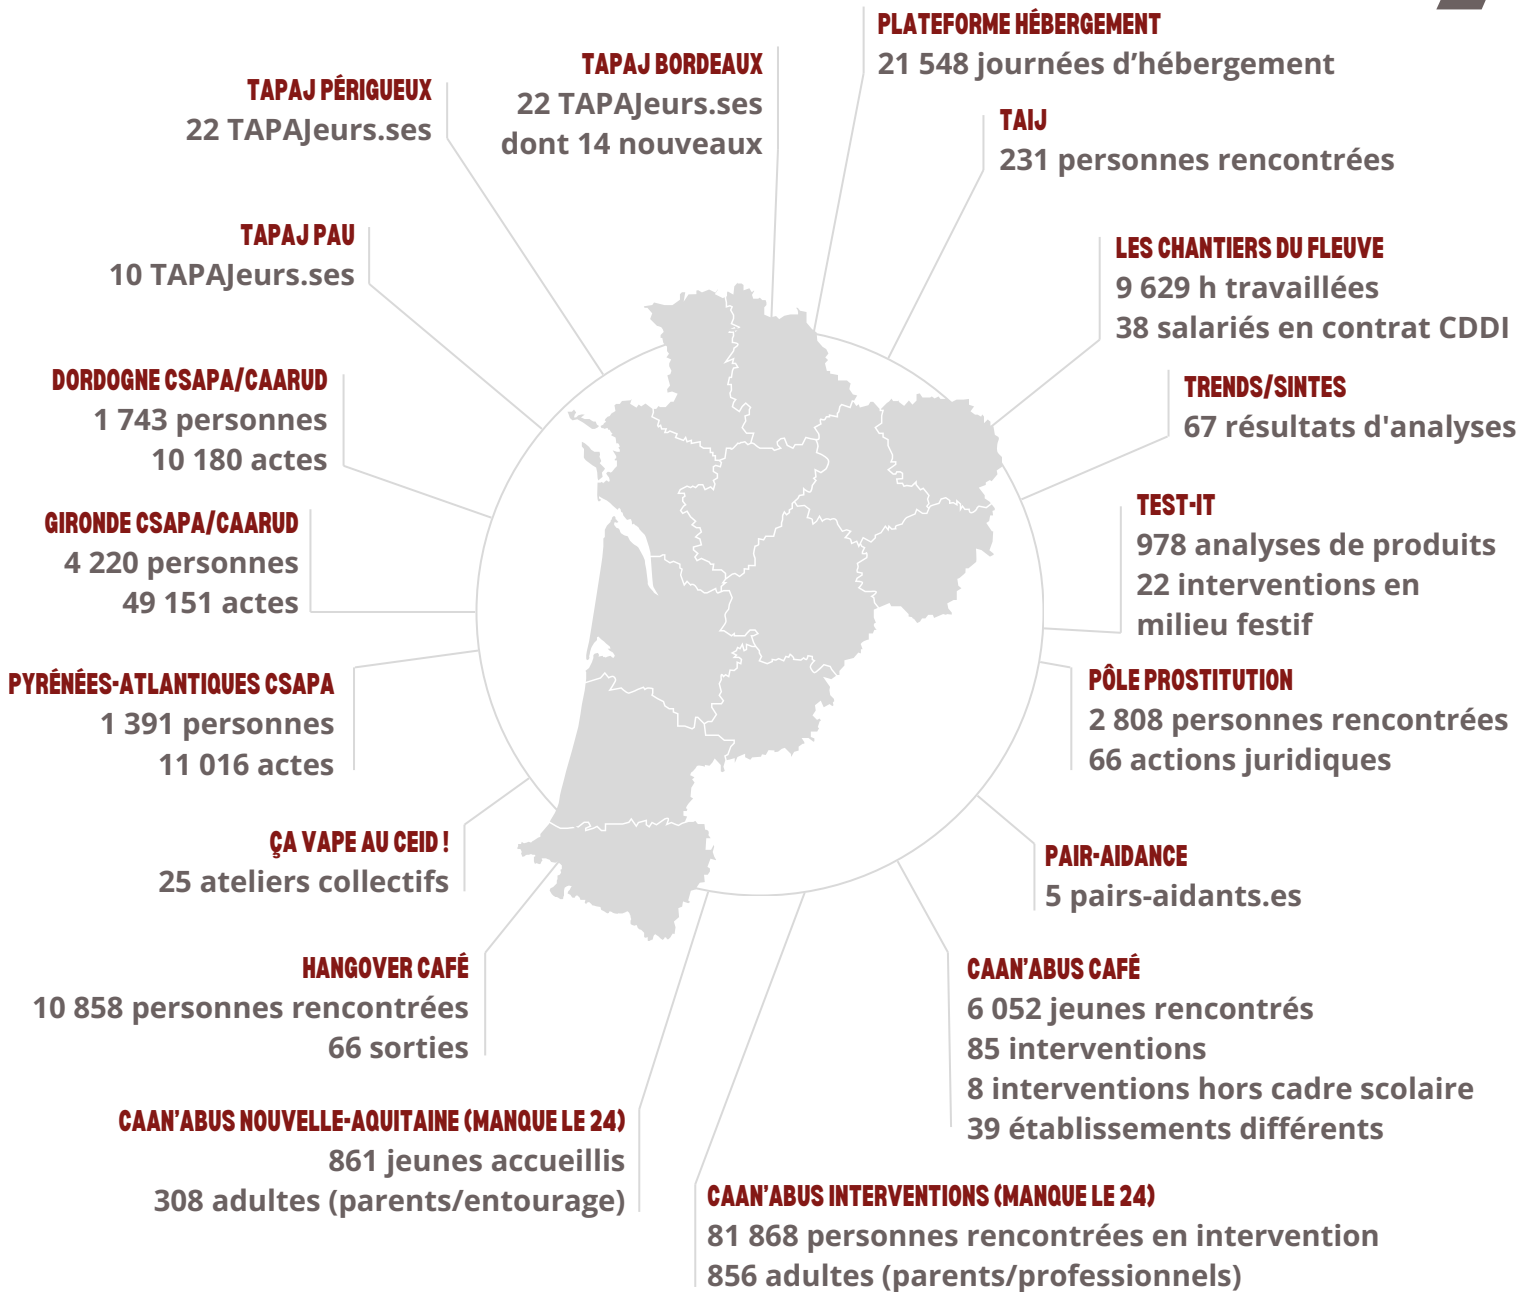 PLATEFORME HÉBERGEMENT
21 548 journées d’hébergement
TAPAJ BORDEAUX
22 TAPAJeurs.ses
dont 14 nouveaux
TAPAJ PÉRIGUEUX
22 TAPAJeurs.ses
TAIJ
231 personnes rencontrées
TAPAJ PAU
10 TAPAJeurs.ses
LES CHANTIERS DU FLEUVE
9 629 h travaillées
38 salariés en contrat CDDI
DORDOGNE CSAPA/CAARUD
1 743 personnes
10 180 actes
TRENDS/SINTES
67 résultats d'analyses
GIRONDE CSAPA/CAARUD
4 220 personnes
49 151 actes
TEST-IT
978 analyses de produits
22 interventions en
milieu festif
PYRÉNÉES-ATLANTIQUES CSAPA
1 391 personnes
11 016 actes
PÔLE PROSTITUTION
2 808 personnes rencontrées
66 actions juridiques
ÇA VAPE AU CEID !
25 ateliers collectifs
PAIR-AIDANCE
5 pairs-aidants.es
HANGOVER CAFÉ
10 858 personnes rencontrées
66 sorties
CAAN’ABUS CAFÉ
6 052 jeunes rencontrés
85 interventions
8 interventions hors cadre scolaire
39 établissements différents
CAAN’ABUS NOUVELLE-AQUITAINE (MANQUE LE 24)
861 jeunes accueillis
308 adultes (parents/entourage)
CAAN’ABUS INTERVENTIONS (MANQUE LE 24)
81 868 personnes rencontrées en intervention
856 adultes (parents/professionnels)